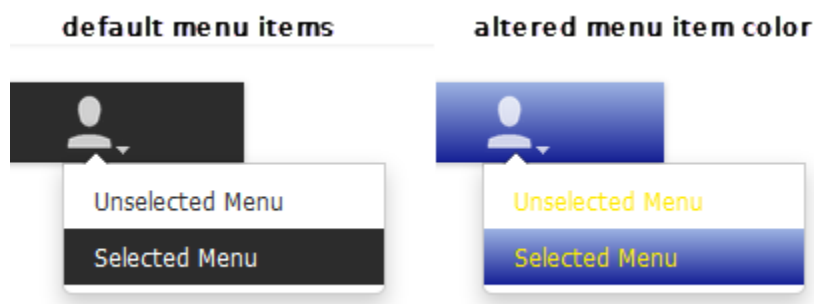 default menu items
altered menu item color
Unselected Menu
Unselected Menu
Selected Menu
Selected Menu